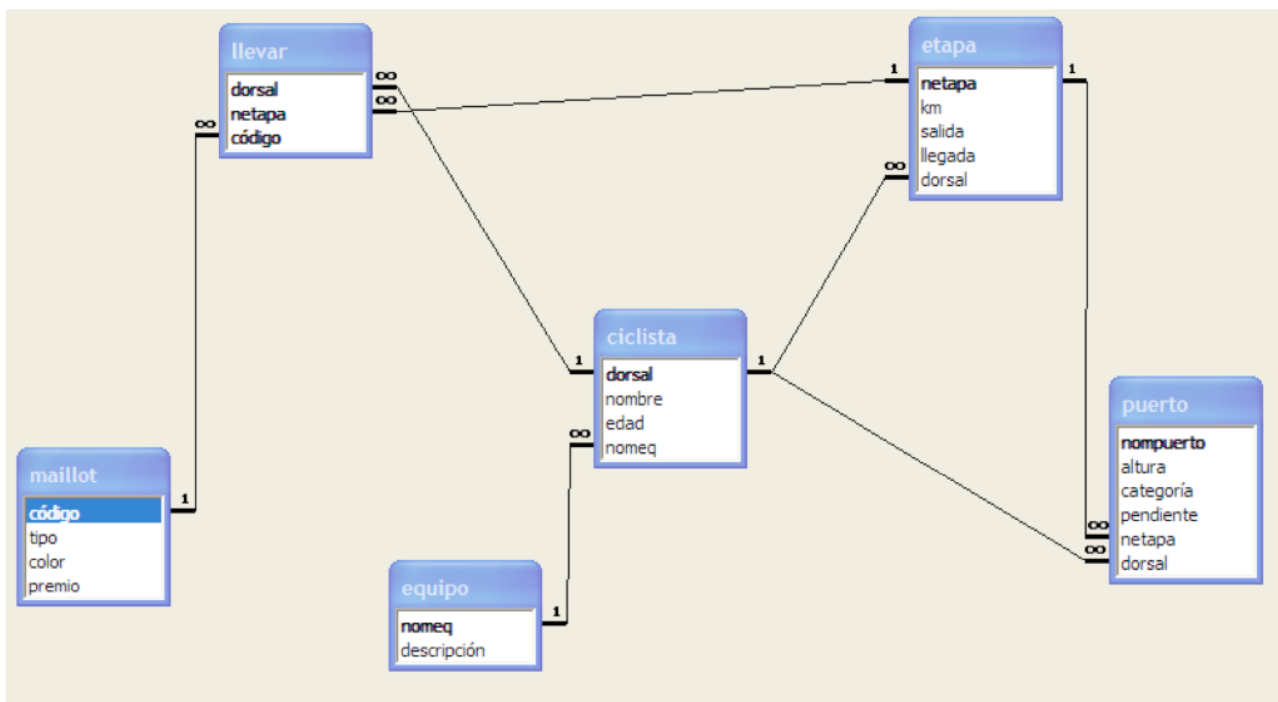 llevar
∞
dorsal
∞
netapa
∞
código
etapa
1
netapa
1
km
salida
llegada
∞
dorsal
ciclista
1
dorsal
1
nombre
edad
∞
nomeq
puerto
nompuerto
altura
categoría
pendiente
∞
netapa
∞
dorsal
maillot
código
1
tipo
color
premio
equipo
nomeq
1
descripción